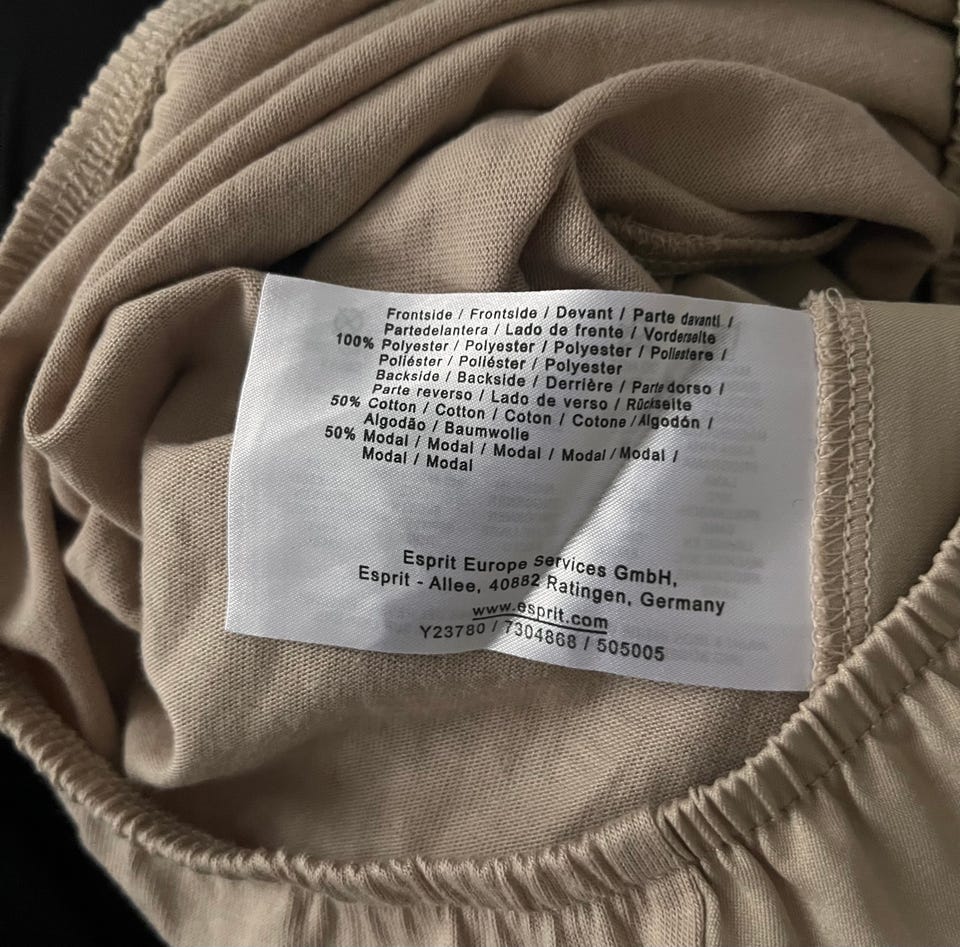 Frontside / Frontside / Devant / Parte davanti /
Partedelantera / Lado de frente / Vorderseite
100% Polyester / Polyester / Polyester / Poliestere /
Poliéster / Poliéster / Polyester
Backside / Backside / Derrière / Parte dorso /
Parte reverso / Lado de verso / Rückseite
50% Cotton / Cotton / Coton / Cotone / Algodón /
Algodão / Baumwolle
50% Modal / Modal / Modal / Modal / Modal /
Modal / Modal
Esprit Europe Services GmbH,
Esprit - Allee, 40882 Ratingen, Germany
www.esprit.com
Y23780 / 7304868 / 505005